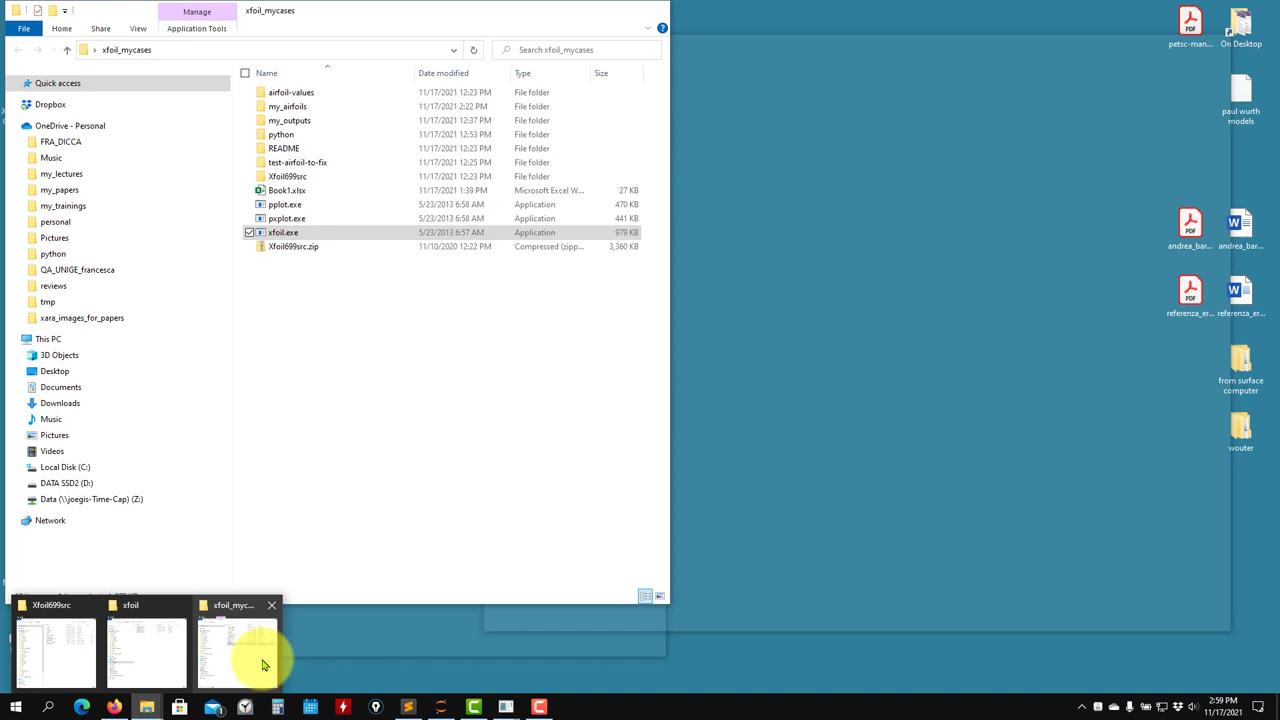 Manage
xfoil_mycases
File
Home
Share
View
Application Tools
xfoil_mycases
Search xfoil_mycases
Name
Date modified
Type
Size
Quick access
Dropbox
OneDrive - Personal
FRA_DICCA
Music
my_lectures
my_papers
my_trainings
personal
Pictures
python
QA_UNIGE_francesca
reviews
tmp
xara_images_for_papers
This PC
3D Objects
Desktop
Documents
Downloads
Music
Pictures
Videos
Local Disk (C:)
DATA SSD2 (D:)
Data (\\joegis-Time-Cap) (Z:)
Network
airfoil-values 11/17/2021 12:23 PM File folder
my_airfoils 11/17/2021 2:22 PM File folder
my_outputs 11/17/2021 12:37 PM File folder
python 11/17/2021 12:53 PM File folder
README 11/17/2021 12:23 PM File folder
test-airfoil-to-fix 11/17/2021 12:25 PM File folder
Xfoil699src 11/17/2021 12:23 PM File folder
Book1.xlsx 11/17/2021 1:39 PM Microsoft Excel W... 27 KB
pplot.exe 5/23/2013 6:58 AM Application 470 KB
pxplot.exe 5/23/2013 6:58 AM Application 441 KB
xfoil.exe 5/23/2013 6:57 AM Application 979 KB
Xfoil699src.zip 11/10/2020 12:22 PM Compressed (zipp... 3,360 KB
PDF
petsc-man...
On Desktop
paul wurth
models
PDF
andrea_bar...
andrea_bar...
PDF
referenza_er...
referenza_er...
from surface
computer
wouter
Xfoil699src
xfoil
xfoil_myc...
2:59 PM
11/17/2021